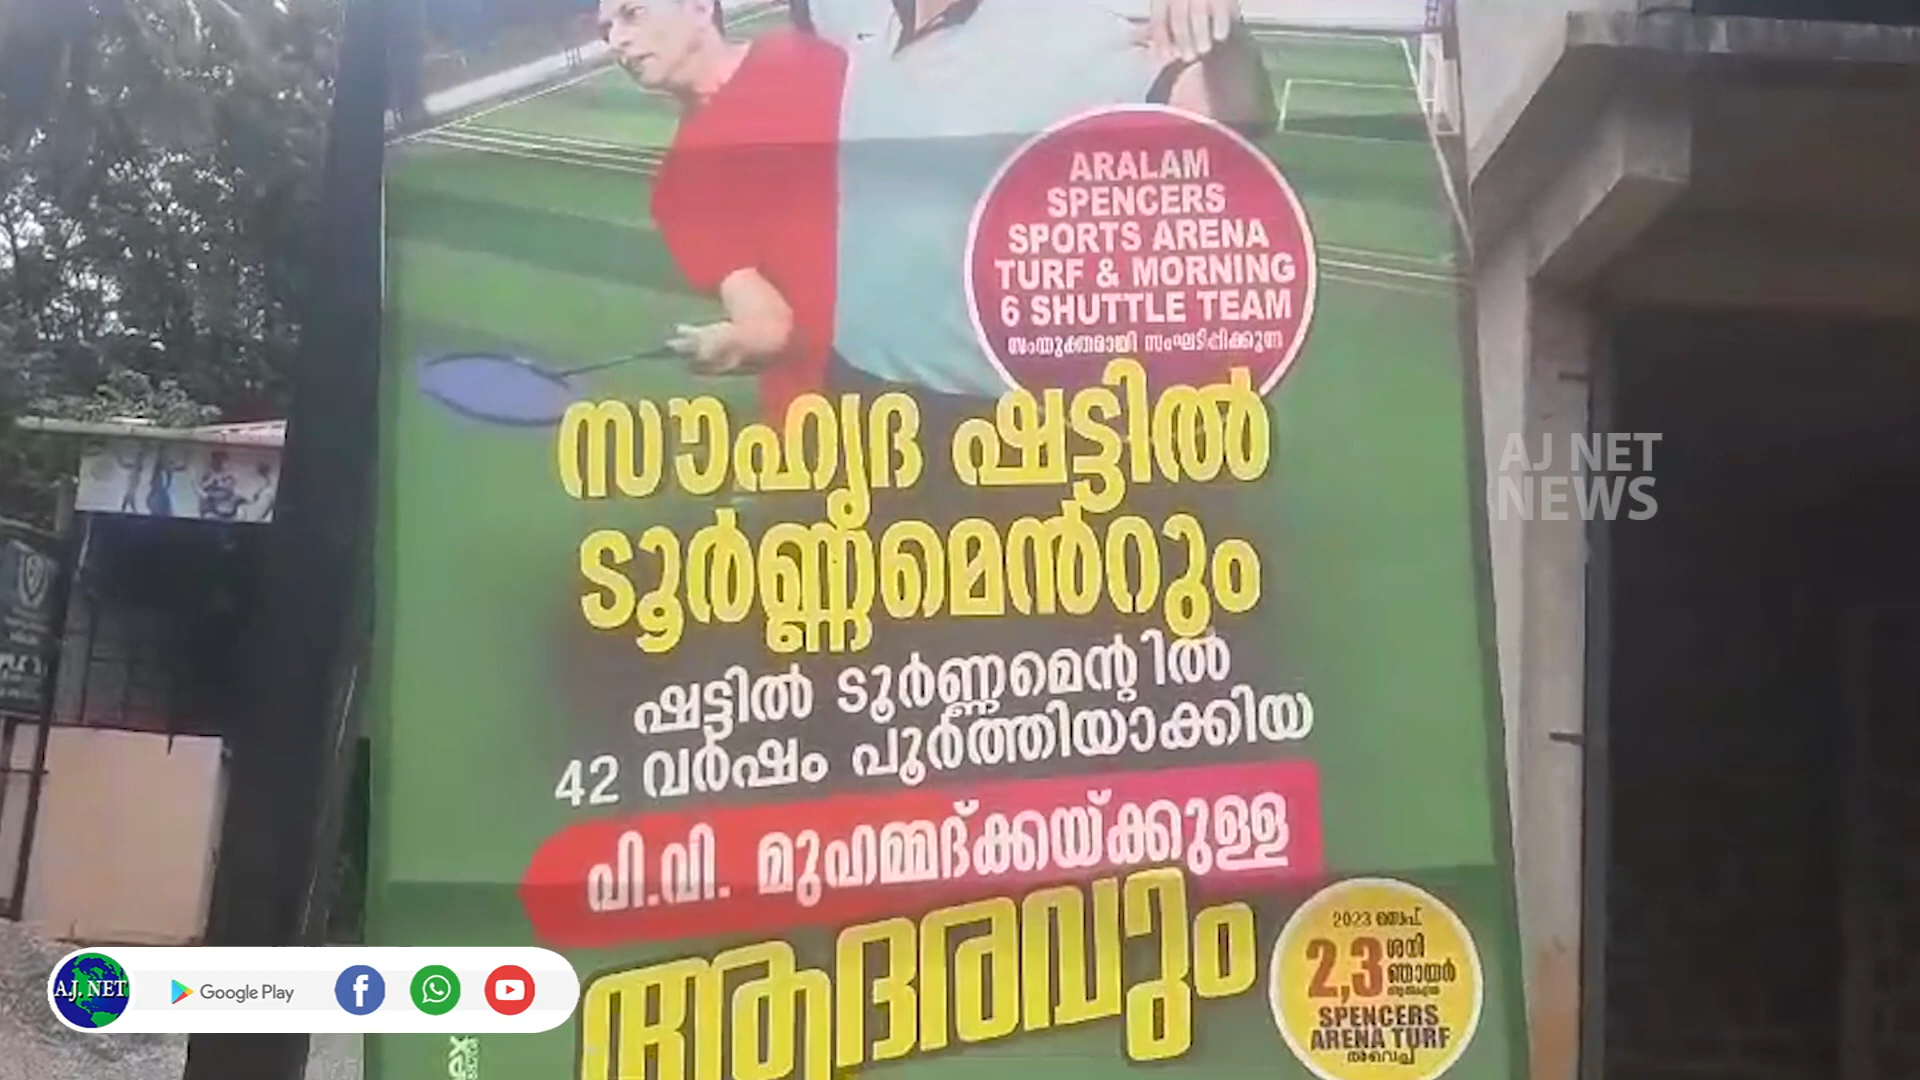 ARALAM
SPENCERS
SPORTS ARENA
TURF & MORNING
6 SHUTTLE TEAM
സംയുക്തമായി സംഘടിപ്പിക്കുന്ന
സൗഹൃദ ഷട്ടിൽ
ടൂർണ്ണമെൻറും
ഷട്ടിൽ ടൂർണ്ണമെന്റിൽ
42 വർഷം പൂർത്തിയാക്കിയ
പി.വി. മുഹമ്മദ്ക്കയ്ക്കുള്ള
ആദരവും
2023 സെപ്.
2,3 ശനി
ഞായർ
SPENCERS
ARENA TURF
AJ NET
NEWS
A.J. NET
Google Play